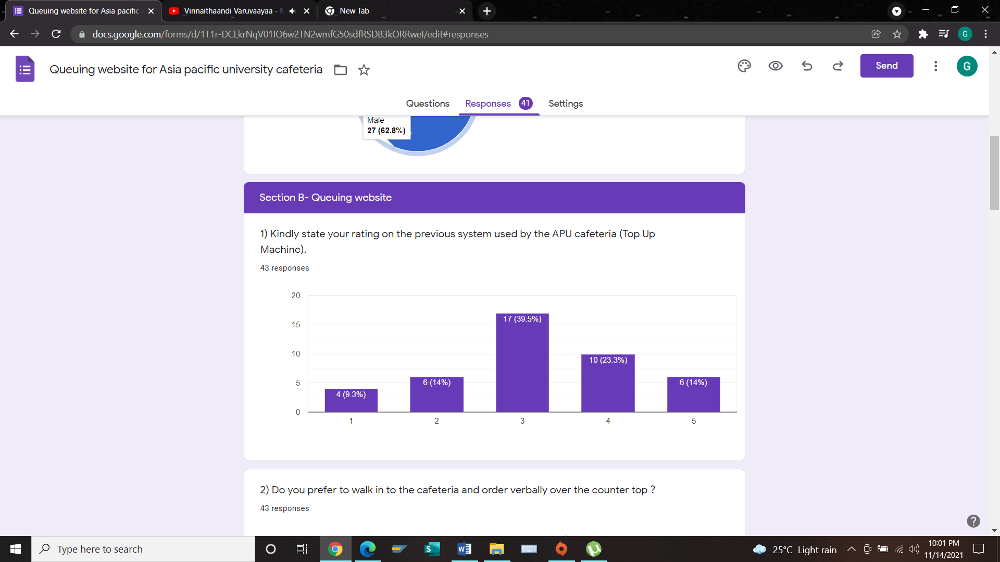 Queuing website for Asia pacific
Vinnaithaandi Varuvaayaa -
New Tab
docs.google.com/forms/d/1T1r-DCLkrNqV01IO6w2TN2wmfG50sdfRSDB3kORRweI/edit#responses
G
Queuing website for Asia pacific university cafeteria
Send
G
Questions
Responses
41
Settings
Male
27 (62.8%)
Section B- Queuing website
1) Kindly state your rating on the previous system used by the APU cafeteria (Top Up
Machine).
43 responses
20
15
10
5
0
4 (9.3%)
6 (14%)
17 (39.5%)
10 (23.3%)
6 (14%)
1
2
3
4
5
2) Do you prefer to walk in to the cafeteria and order verbally over the counter top ?
43 responses
Type here to search
25°C Light rain
10:01 PM
11/14/2021